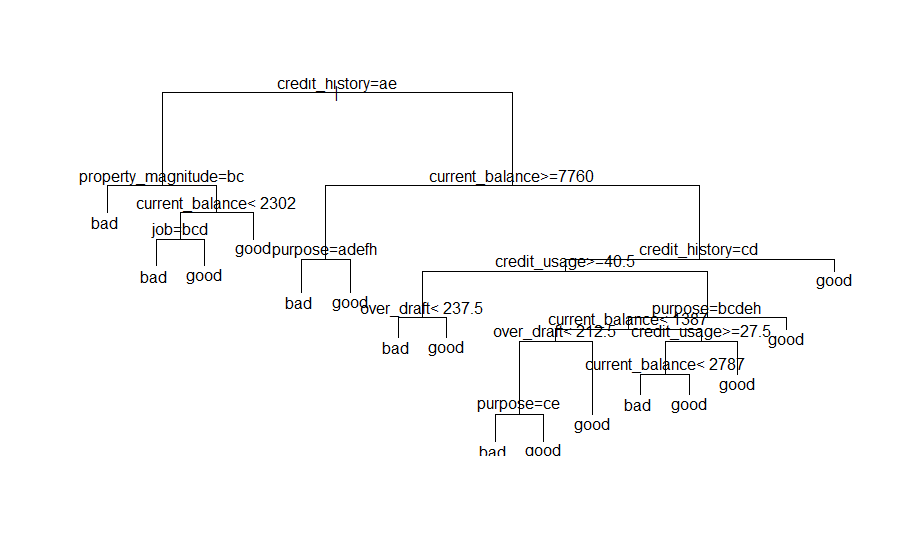 credit_history=ae
property_magnitude=bc
current_balance>=7760
bad
current_balance< 2302
job=bcd
good
bad
good
purpose=adefh
bad
good
credit_history=cd
credit_usage>=40.5
good
over_draft< 237.5
bad
good
purpose=bcdeh
current_balance< 1387
good
over_draft< 212.5
credit_usage>=27.5
current_balance< 2787
good
bad
good
purpose=ce
good
bad
good